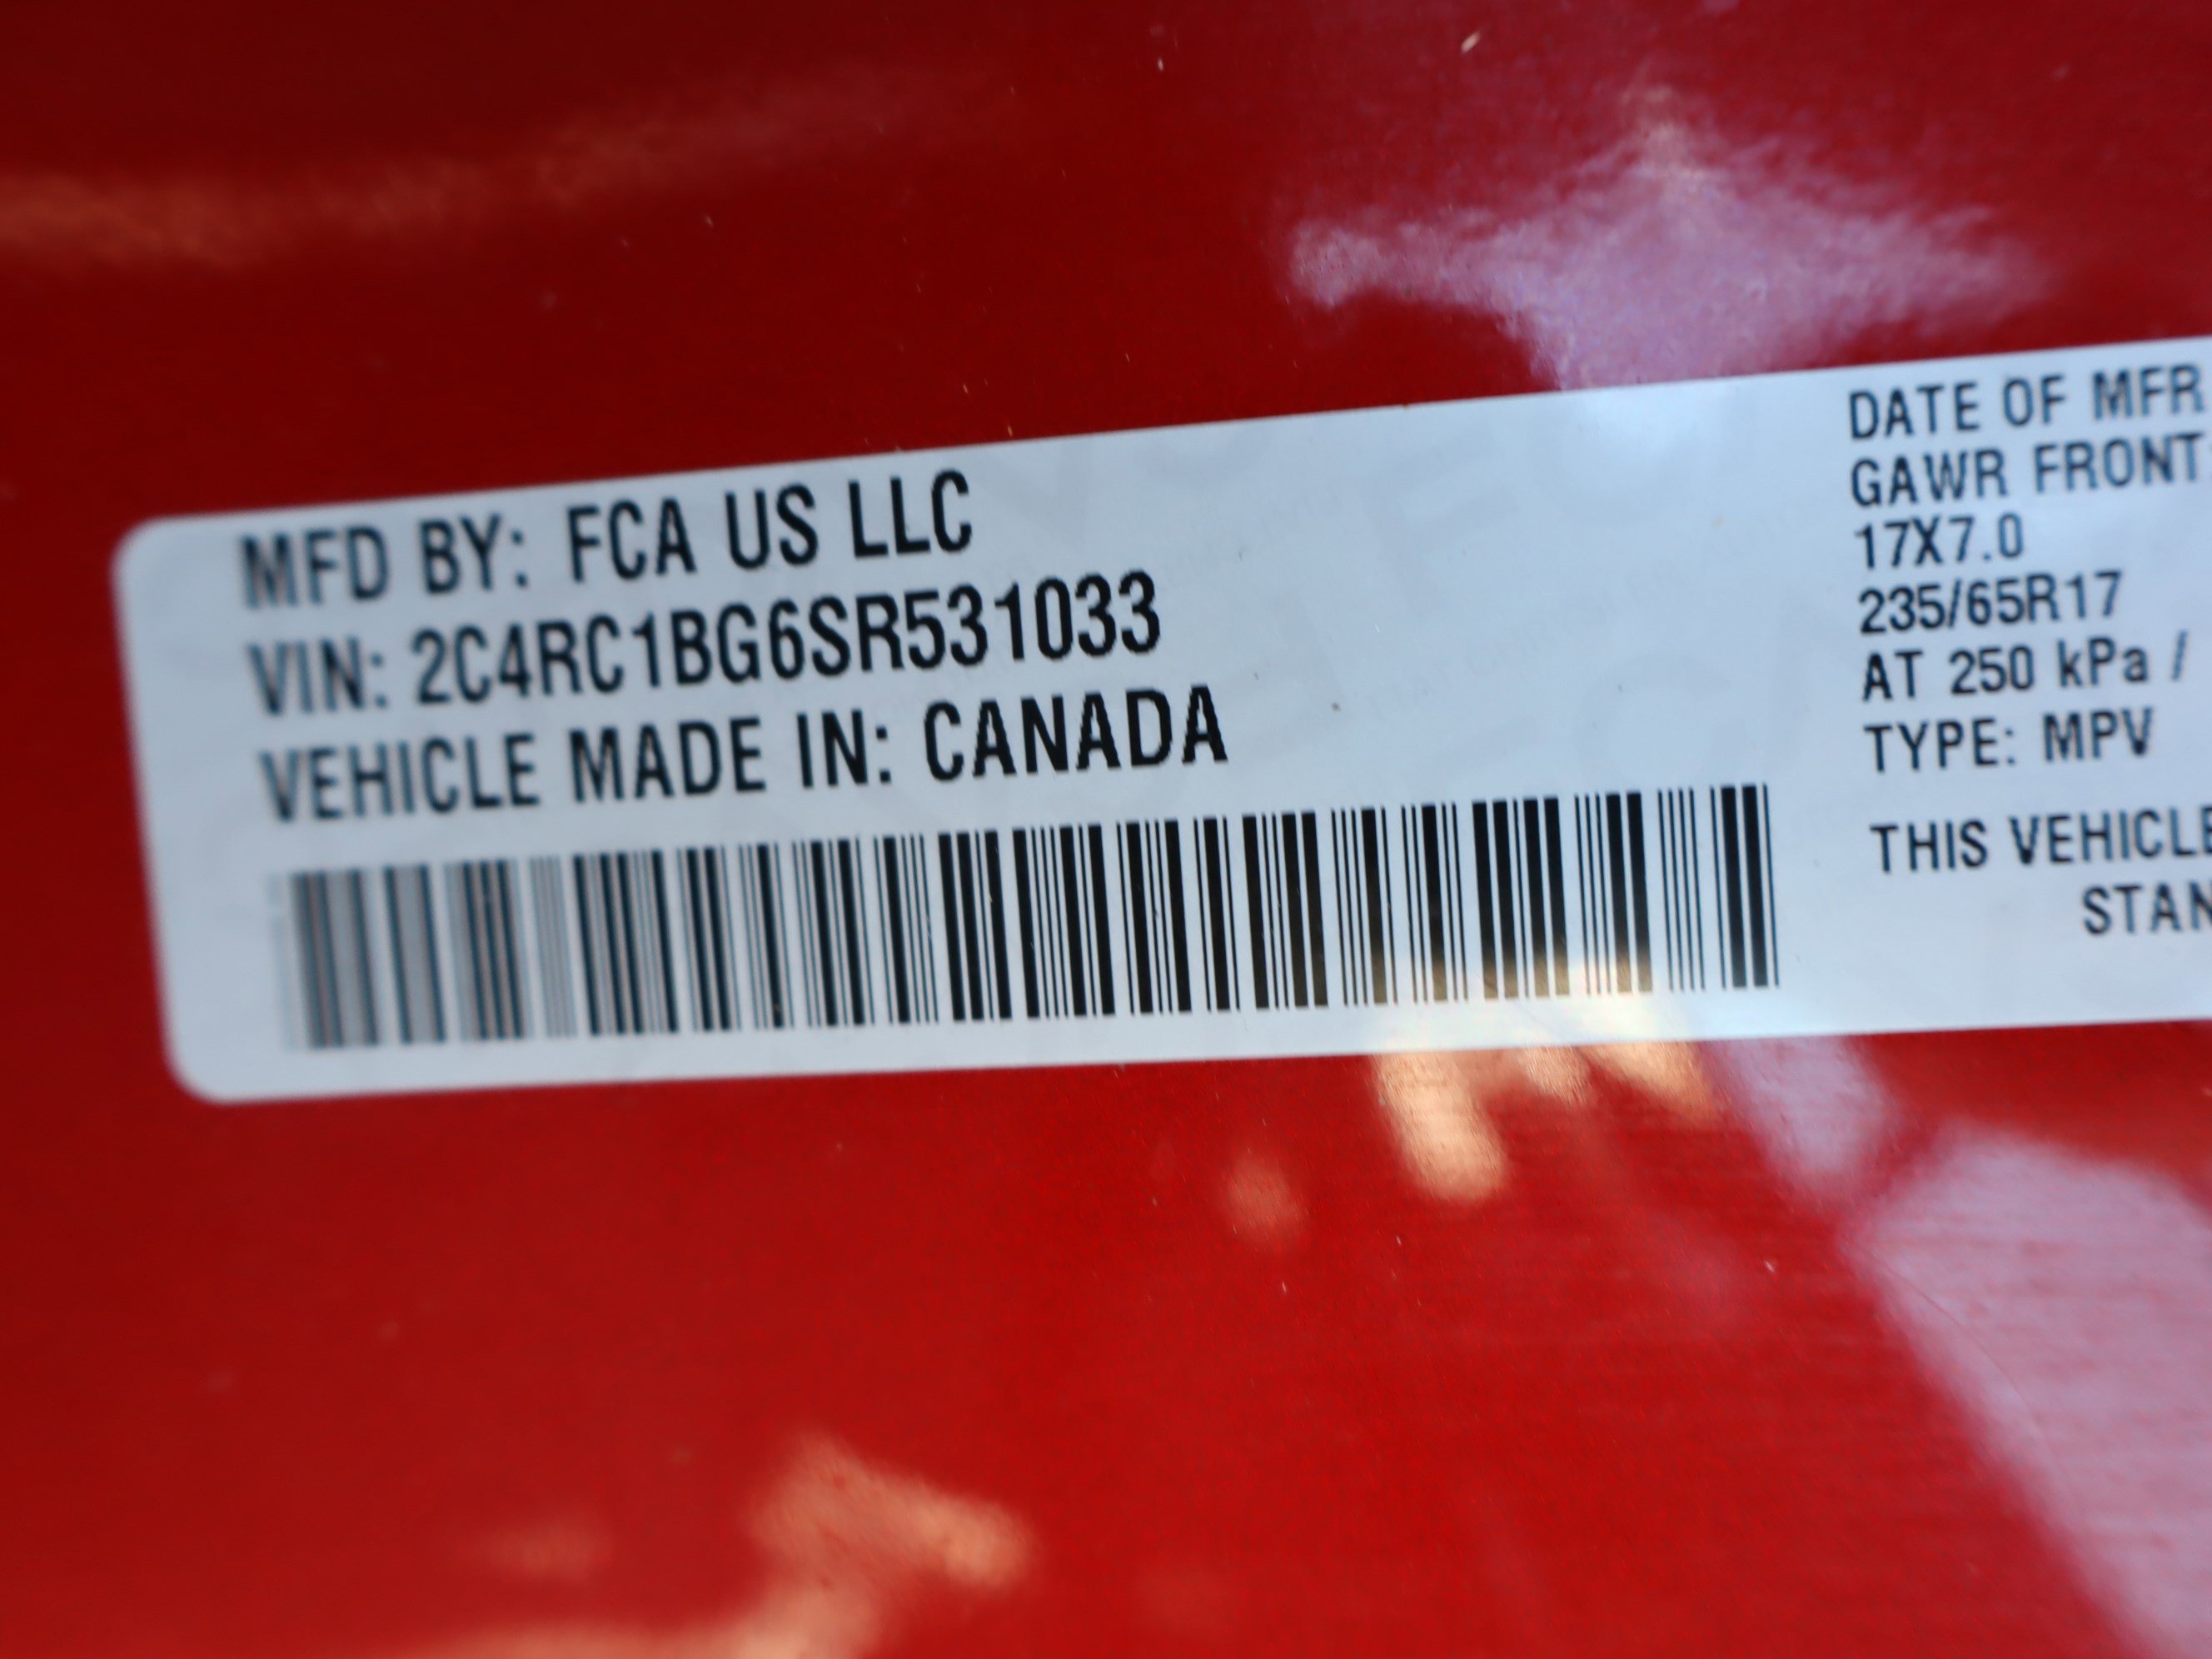 MFD BY: FCA US LLC
VIN: 2C4RC1BG6SR531033
VEHICLE MADE IN: CANADA
DATE OF MFR
GAWR FRONT:
17X7.0
235/65R17
AT 250 kPa /
TYPE: MPV
THIS VEHICLE
STAN